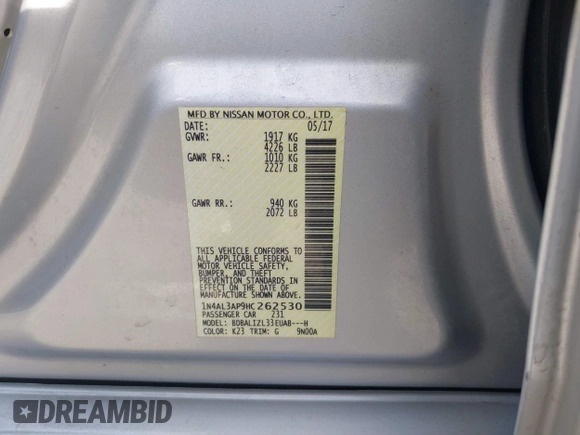 MFD BY NISSAN MOTOR CO., LTD.
DATE: 05/17
GVWR: 1917 KG
4226 LB
GAWR FR.: 1010 KG
2227 LB
GAWR RR.: 940 KG
2072 LB
THIS VEHICLE CONFORMS TO
ALL APPLICABLE FEDERAL
MOTOR VEHICLE SAFETY,
BUMPER, AND THEFT
PREVENTION STANDARDS
IN EFFECT ON THE DATE OF
MANUFACTURE SHOWN ABOVE.
1N4AL3AP9HC262530
PASSENGER CAR 231
MODEL: BDBALIZL33EUAB---H
COLOR: K23 TRIM: G 9N00A
DREAMBID